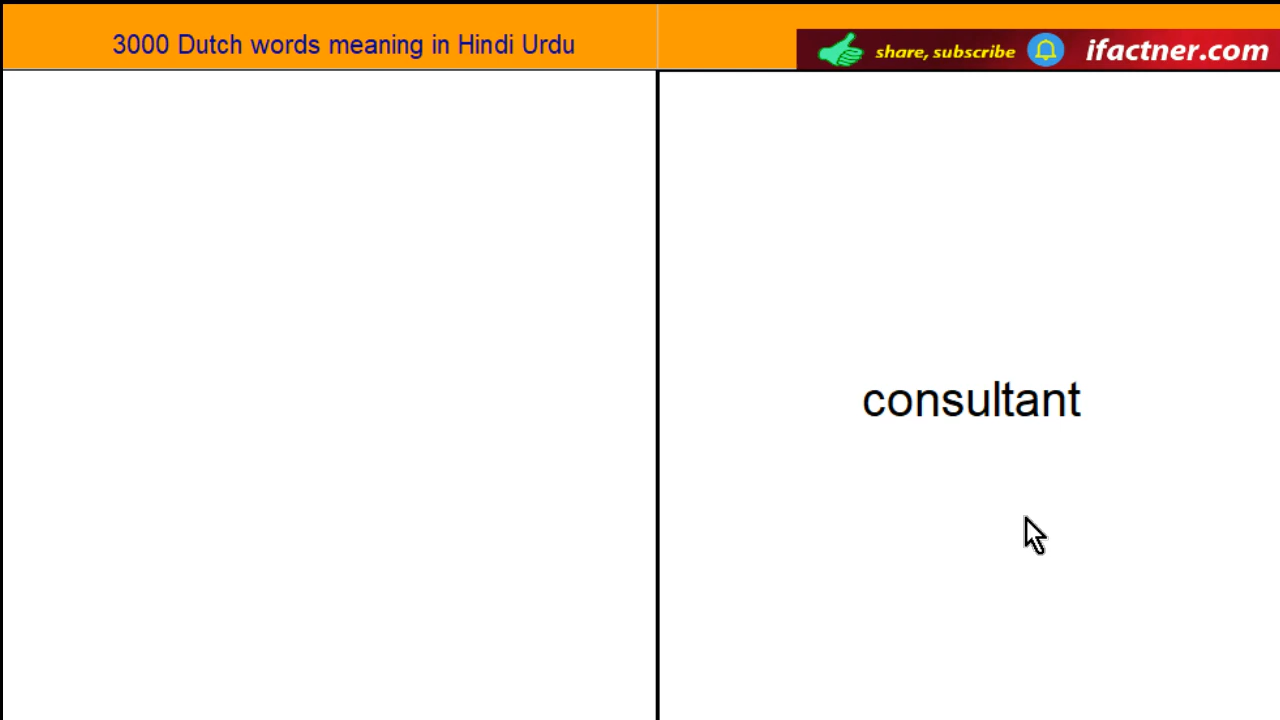 3000 Dutch words meaning in Hindi Urdu
share, subscribe
ifactner.com
consultant